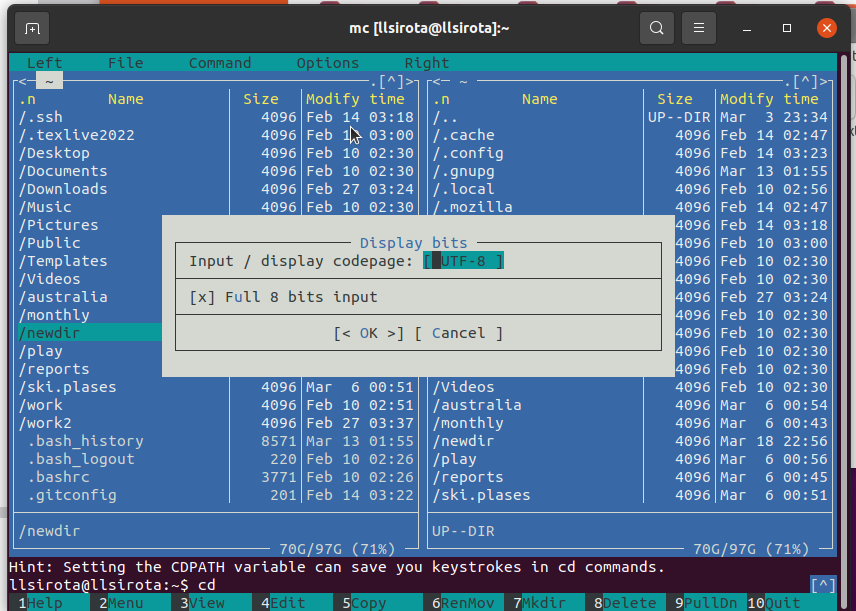 mc [llsirota@llsirota]:~
Left File Command Options Right
<— ~ .[^]>
<— ~ .[^]>
.n Name Size Modify time
/.ssh 4096 Feb 14 03:18
/.texlive2022 4096 Feb 1 03:00
/Desktop 4096 Feb 10 02:30
/Documents 4096 Feb 10 02:30
/Downloads 4096 Feb 27 03:24
/Music 4096 Feb 10 02:30
/Pictures
/Public
/Templates
/Videos
/australia
/monthly
/newdir
/play
/reports
/ski.plases 4096 Mar 6 00:51
/work 4096 Feb 10 02:51
/work2 4096 Feb 27 03:37
.bash_history 8571 Mar 13 01:55
.bash_logout 220 Feb 10 02:26
.bashrc 3771 Feb 10 02:26
.gitconfig 201 Feb 14 03:22
/newdir
70G/97G (71%)
.n Name Size Modify time
/.. UP--DIR Mar 3 23:34
/.cache 4096 Feb 14 02:47
/.config 4096 Feb 14 03:23
/.gnupg 4096 Mar 13 01:55
/.local 4096 Feb 10 02:56
/.mozilla 4096 Feb 14 02:47
4096 Feb 14 03:18
4096 Feb 10 03:00
4096 Feb 10 02:30
4096 Feb 10 02:30
4096 Feb 27 03:24
4096 Feb 10 02:30
4096 Feb 10 02:30
4096 Feb 10 02:30
4096 Feb 10 02:30
/Videos 4096 Feb 10 02:30
/australia 4096 Mar 6 00:54
/monthly 4096 Mar 6 02:43
/newdir 4096 Mar 18 22:56
/play 4096 Mar 6 00:56
/reports 4096 Mar 6 00:45
/ski.plases 4096 Mar 6 00:51
UP--DIR
70G/97G (71%)
Display bits
Input / display codepage: [ UTF-8 ]
[x] Full 8 bits input
[< OK >] [ Cancel ]
Hint: Setting the CDPATH variable can save you keystrokes in cd commands.
llsirota@llsirota:~$ cd [^]
1Help 2Menu 3View 4Edit 5Copy 6RenMov 7Mkdir 8Delete 9PullDn 10Quit